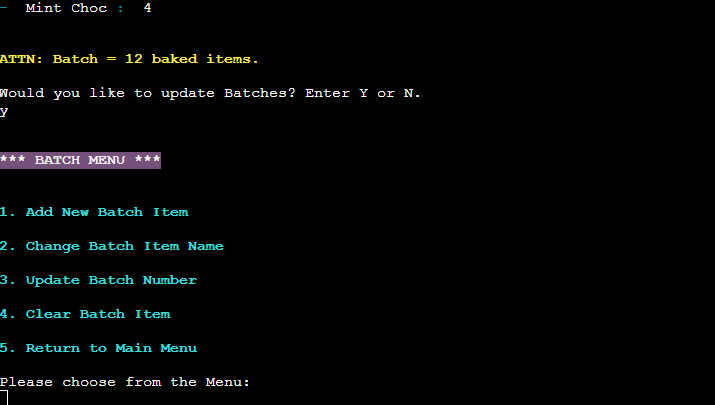 -  Mint Choc :  4
ATTN: Batch = 12 baked items.
Would you like to update Batches? Enter Y or N.
y
*** BATCH MENU ***
1. Add New Batch Item
2. Change Batch Item Name
3. Update Batch Number
4. Clear Batch Item
5. Return to Main Menu
Please choose from the Menu: